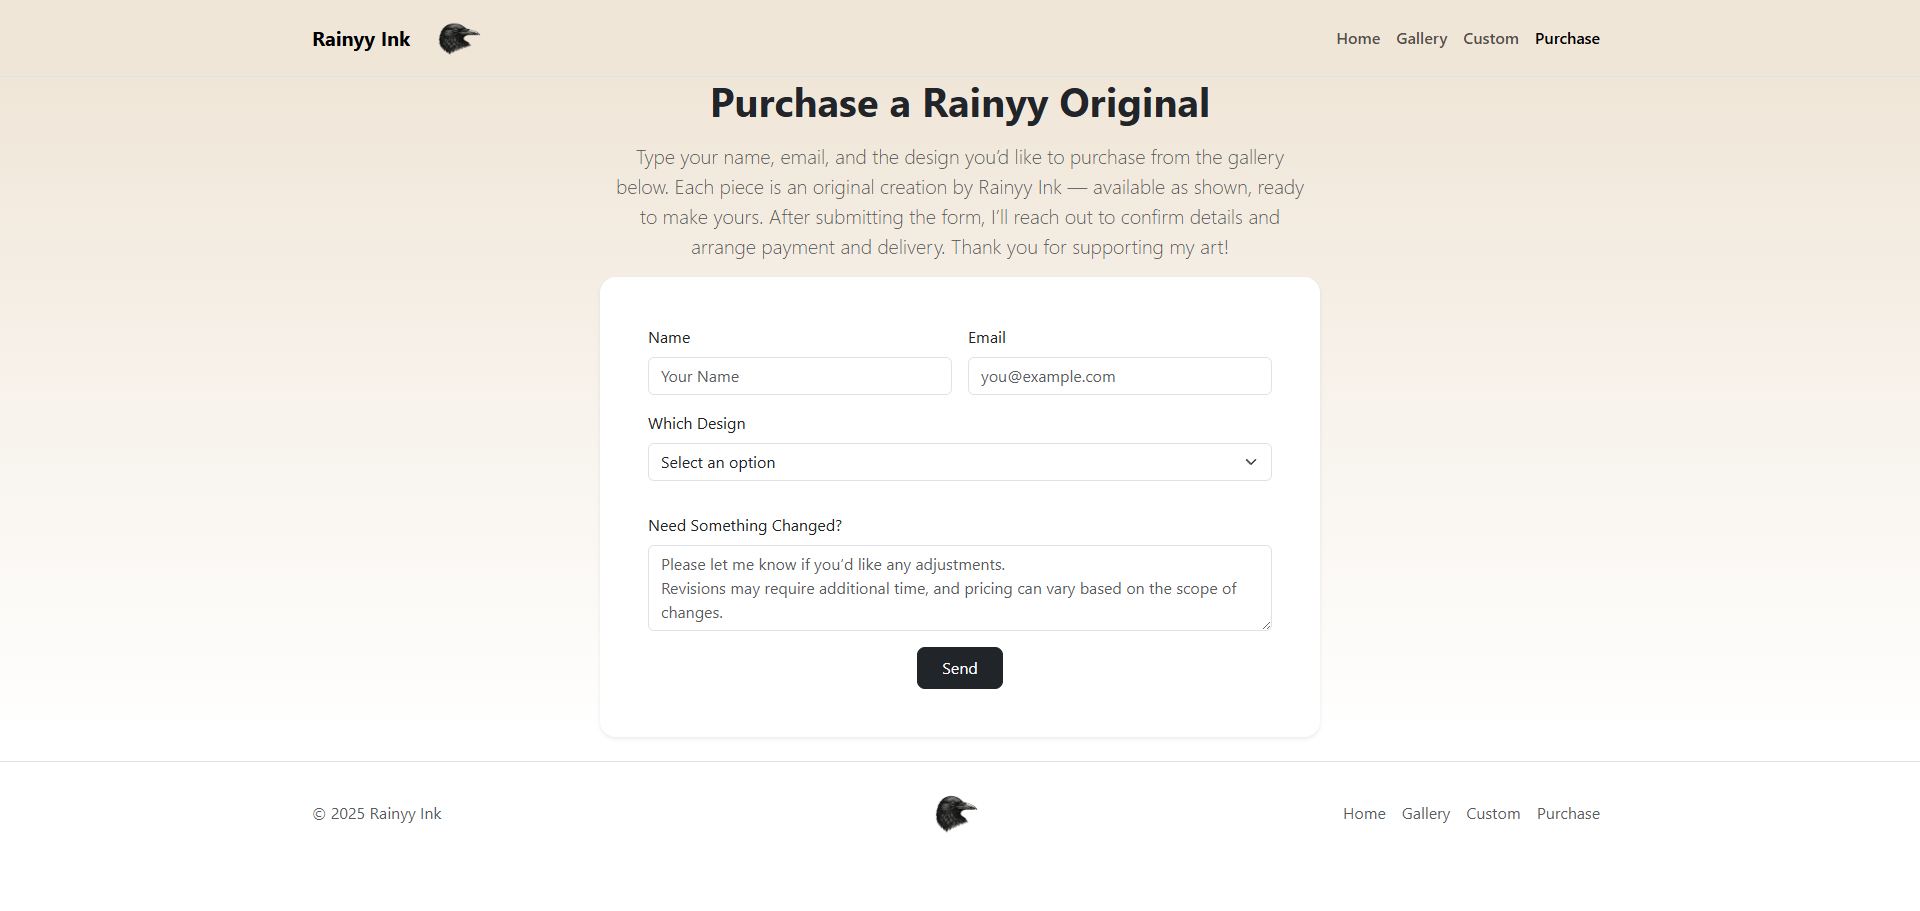 Rainyy Ink
Home Gallery Custom Purchase
Purchase a Rainyy Original
Type your name, email, and the design you’d like to purchase from the gallery
below. Each piece is an original creation by Rainyy Ink — available as shown, ready
to make yours. After submitting the form, I’ll reach out to confirm details and
arrange payment and delivery. Thank you for supporting my art!
Name
Email
Your Name
you@example.com
Which Design
Select an option
Need Something Changed?
Please let me know if you’d like any adjustments.
Revisions may require additional time, and pricing can vary based on the scope of
changes.
Send
© 2025 Rainyy Ink
Home Gallery Custom Purchase